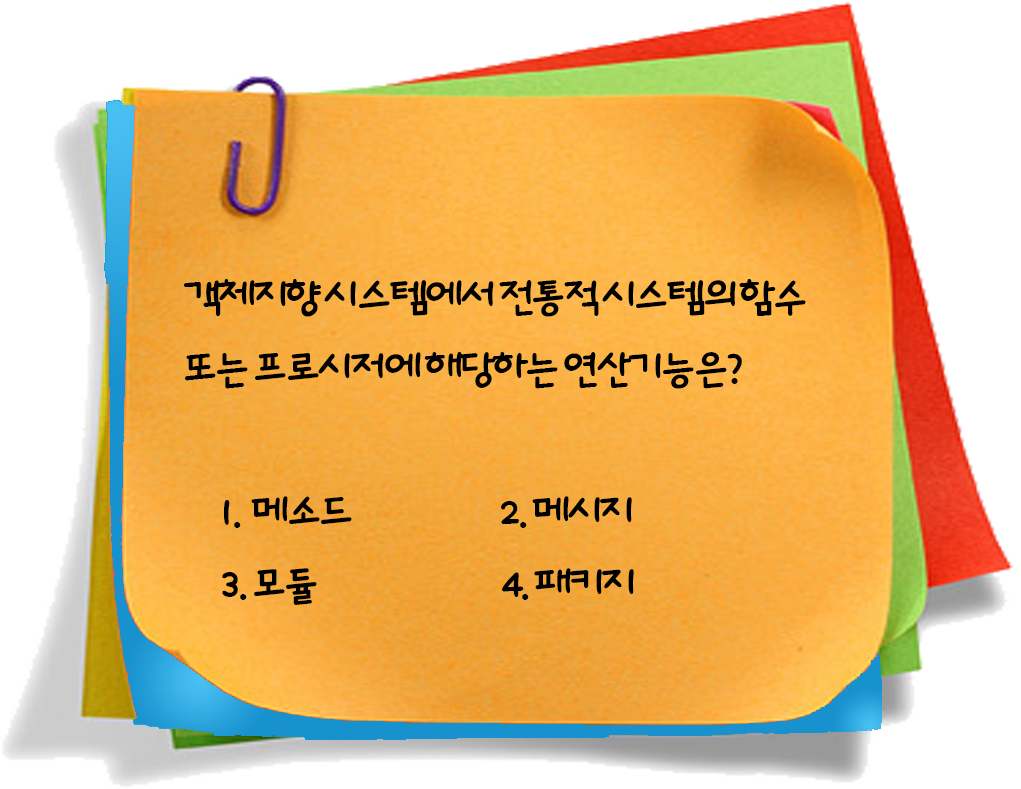 객체지향 시스템에서 전통적 시스템의 함수
또는 프로시저에 해당하는 연산기능은?
1. 메소드 2. 메시지
3. 모듈 4. 패키지